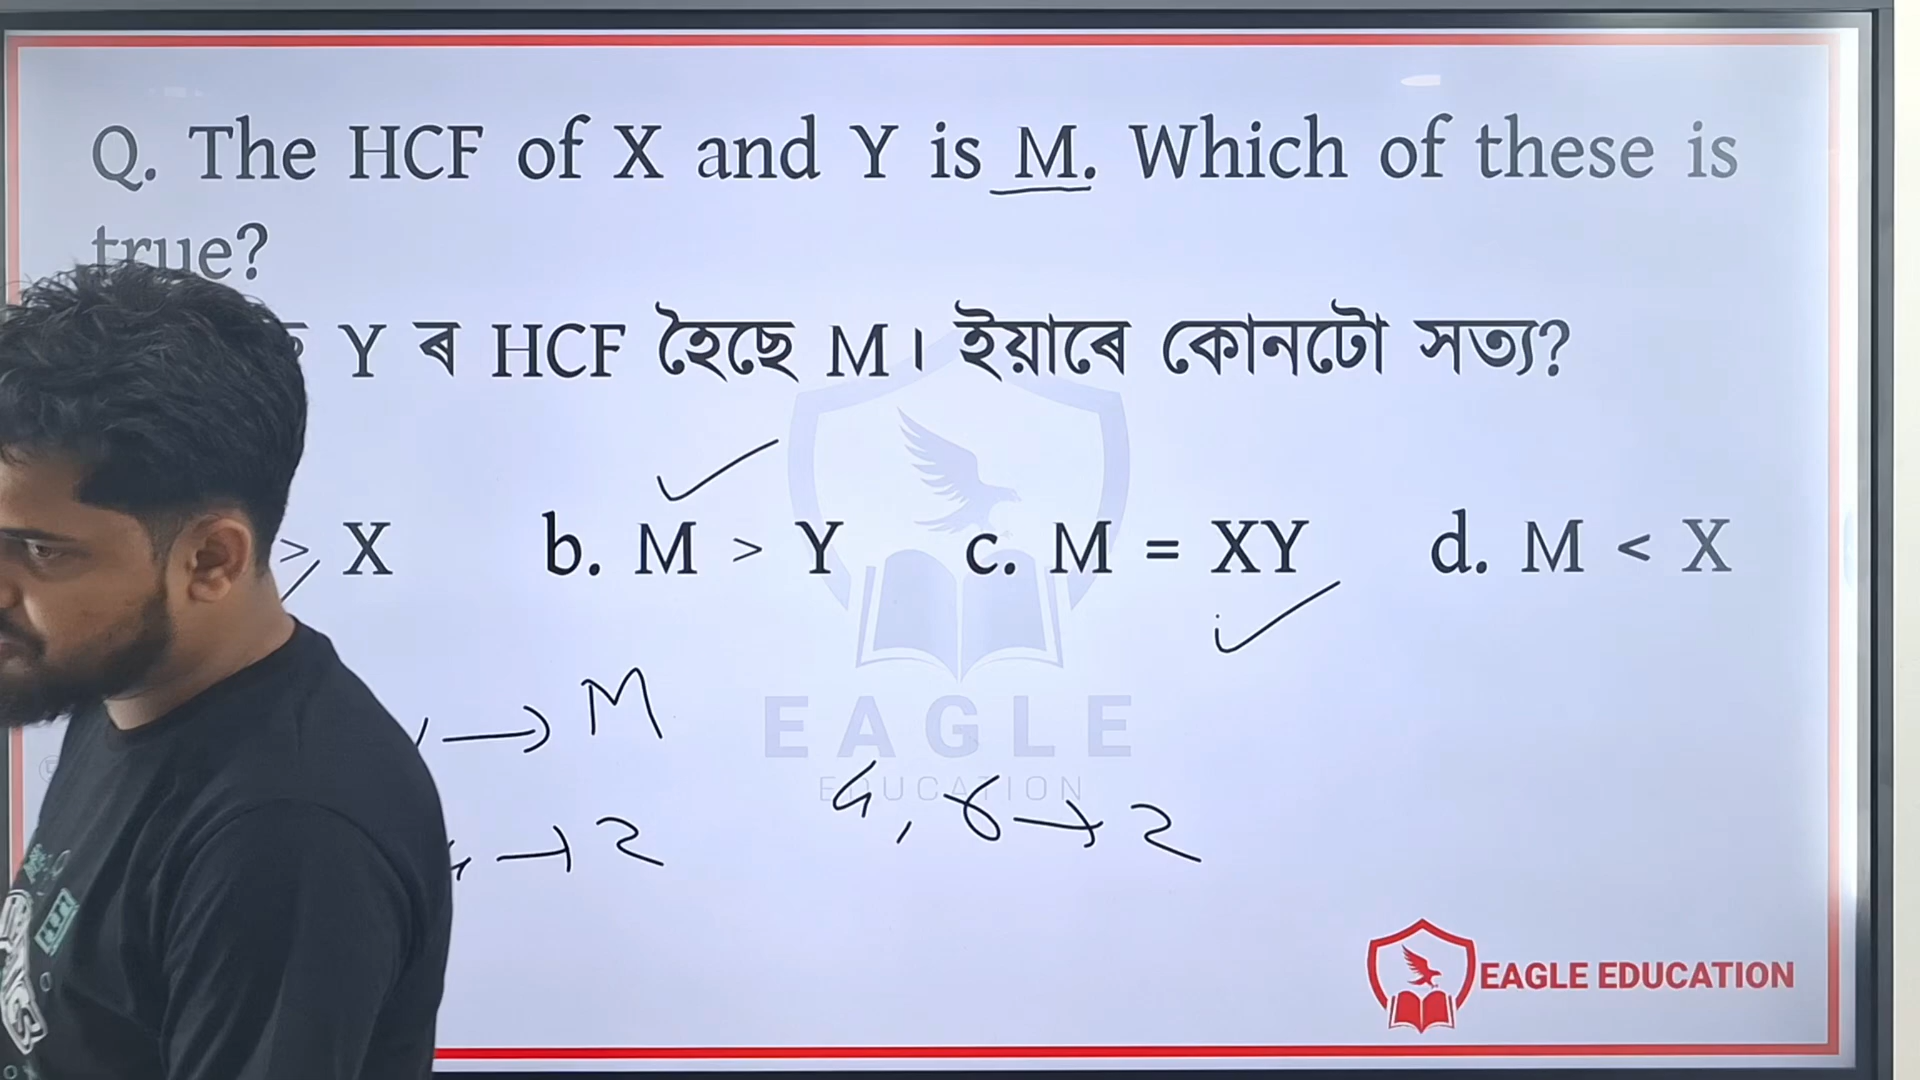 Q. The HCF of X and Y is M. Which of these is
true?
Y ৰ HCF হৈছে M। ইয়াৰে কোনটো সত্য?
> X b. M > Y c. M = XY d. M < X
→ M
EAGLE
EDUCATION
4, 8 → 2
→ 2
EAGLE EDUCATION